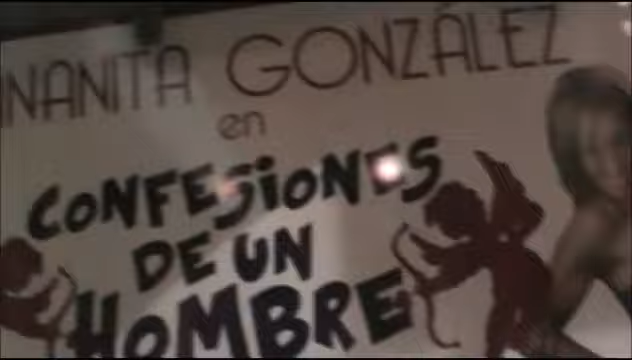 NANITA GONZÁLEZ
en
CONFESiONES
DE UN
HOMBRE